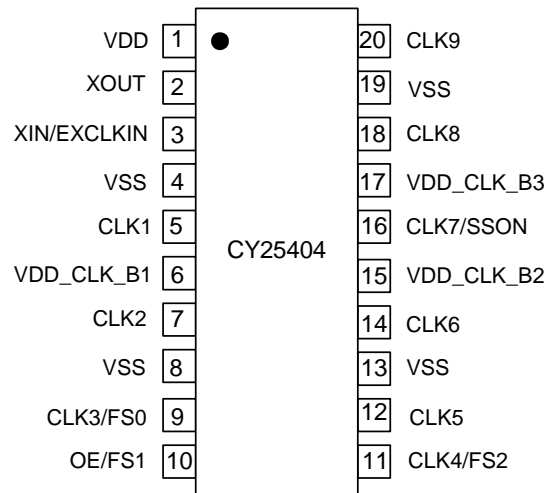 VDD 1 20 CLK9
XOUT 2 19 VSS
XIN/EXCLKIN 3 18 CLK8
VSS 4 17 VDD_CLK_B3
CLK1 5 16 CLK7/SSON
CY25404
VDD_CLK_B1 6 15 VDD_CLK_B2
CLK2 7 14 CLK6
VSS 8 13 VSS
CLK3/FS0 9 12 CLK5
OE/FS1 10 11 CLK4/FS2